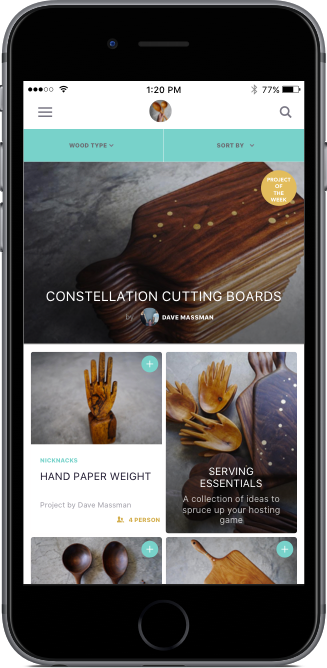 1:20 PM
77%
WOOD TYPE
SORT BY
PROJECT
OF
THE
WEEK
CONSTELLATION CUTTING BOARDS
by
DAVE MASSMAN
KICKNACKS
HAND PAPER WEIGHT
Project by Dave Massman
4 PERSON
SERVING
ESSENTIALS
A collection of ideas to
spruce up your hosting
game